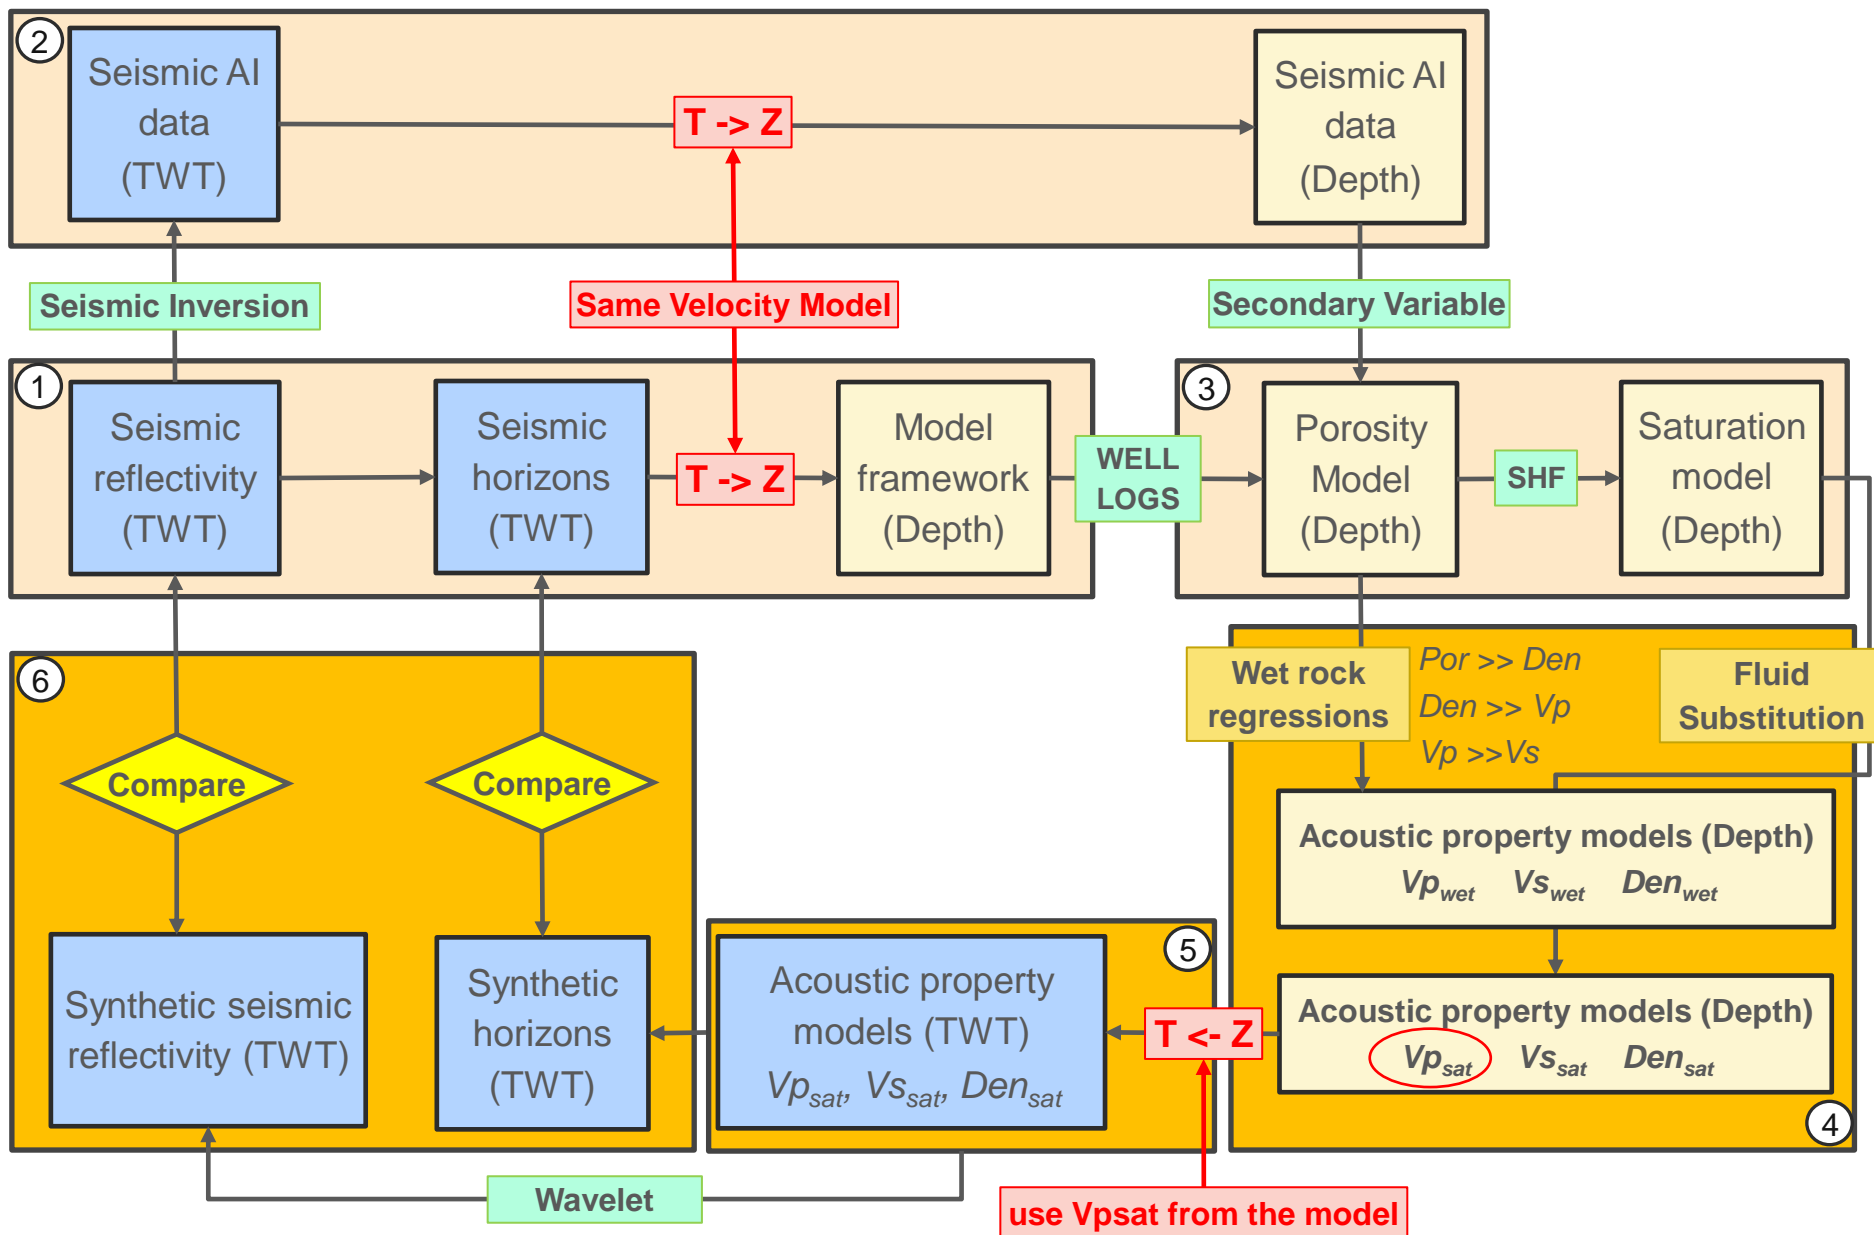 2
Seismic AI
data
(TWT)
T -> Z
Seismic AI
data
(Depth)
Seismic Inversion
Same Velocity Model
Secondary Variable
1
Seismic
reflectivity
(TWT)
Seismic
horizons
(TWT)
T -> Z
Model
framework
(Depth)
WELL
LOGS
3
Porosity
Model
(Depth)
SHF
Saturation
model
(Depth)
6
Compare
Compare
Synthetic seismic
reflectivity (TWT)
Synthetic
horizons
(TWT)
Wet rock
regressions
Por >> Den
Den >> Vp
Vp >>Vs
Fluid
Substitution
Acoustic property models (Depth)
Vpwet Vswet Denwet
Acoustic property models (Depth)
Vpsat Vssat Densat
4
5
Acoustic property
models (TWT)
Vpsat, Vssat, Densat
T <- Z
Wavelet
use Vpsat from the model